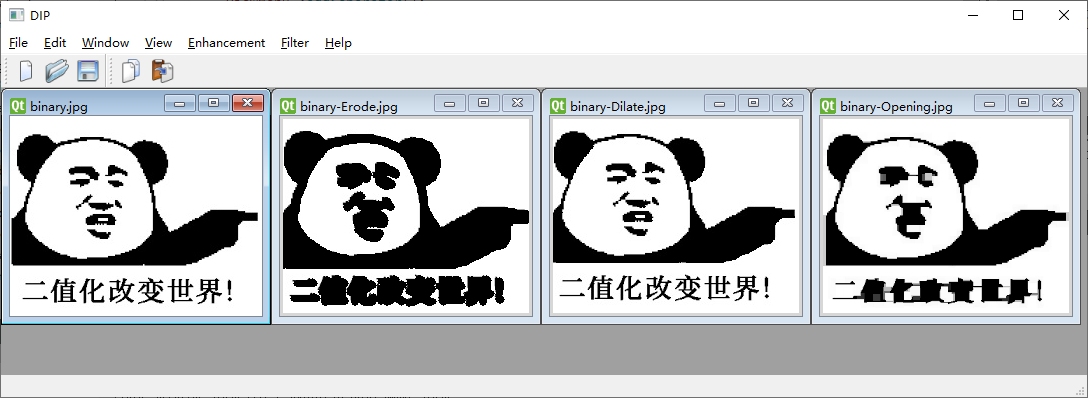 DIP
File Edit Window View Enhancement Filter Help
Qt binary.jpg
Qt binary-Erode.jpg
Qt binary-Dilate.jpg
Qt binary-Opening.jpg
二值化改变世界!
二值化改变世界!
二值化改变世界!
二值化改变世界!